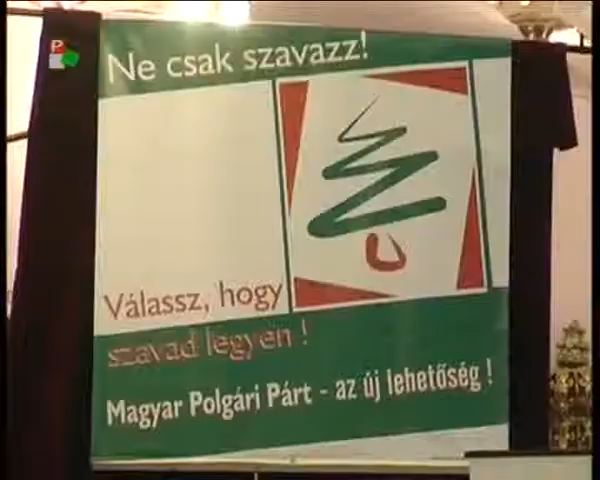 P
Ne csak szavazz!
Válassz, hogy
szavad legyen !
Magyar Polgári Párt - az új lehetőség !